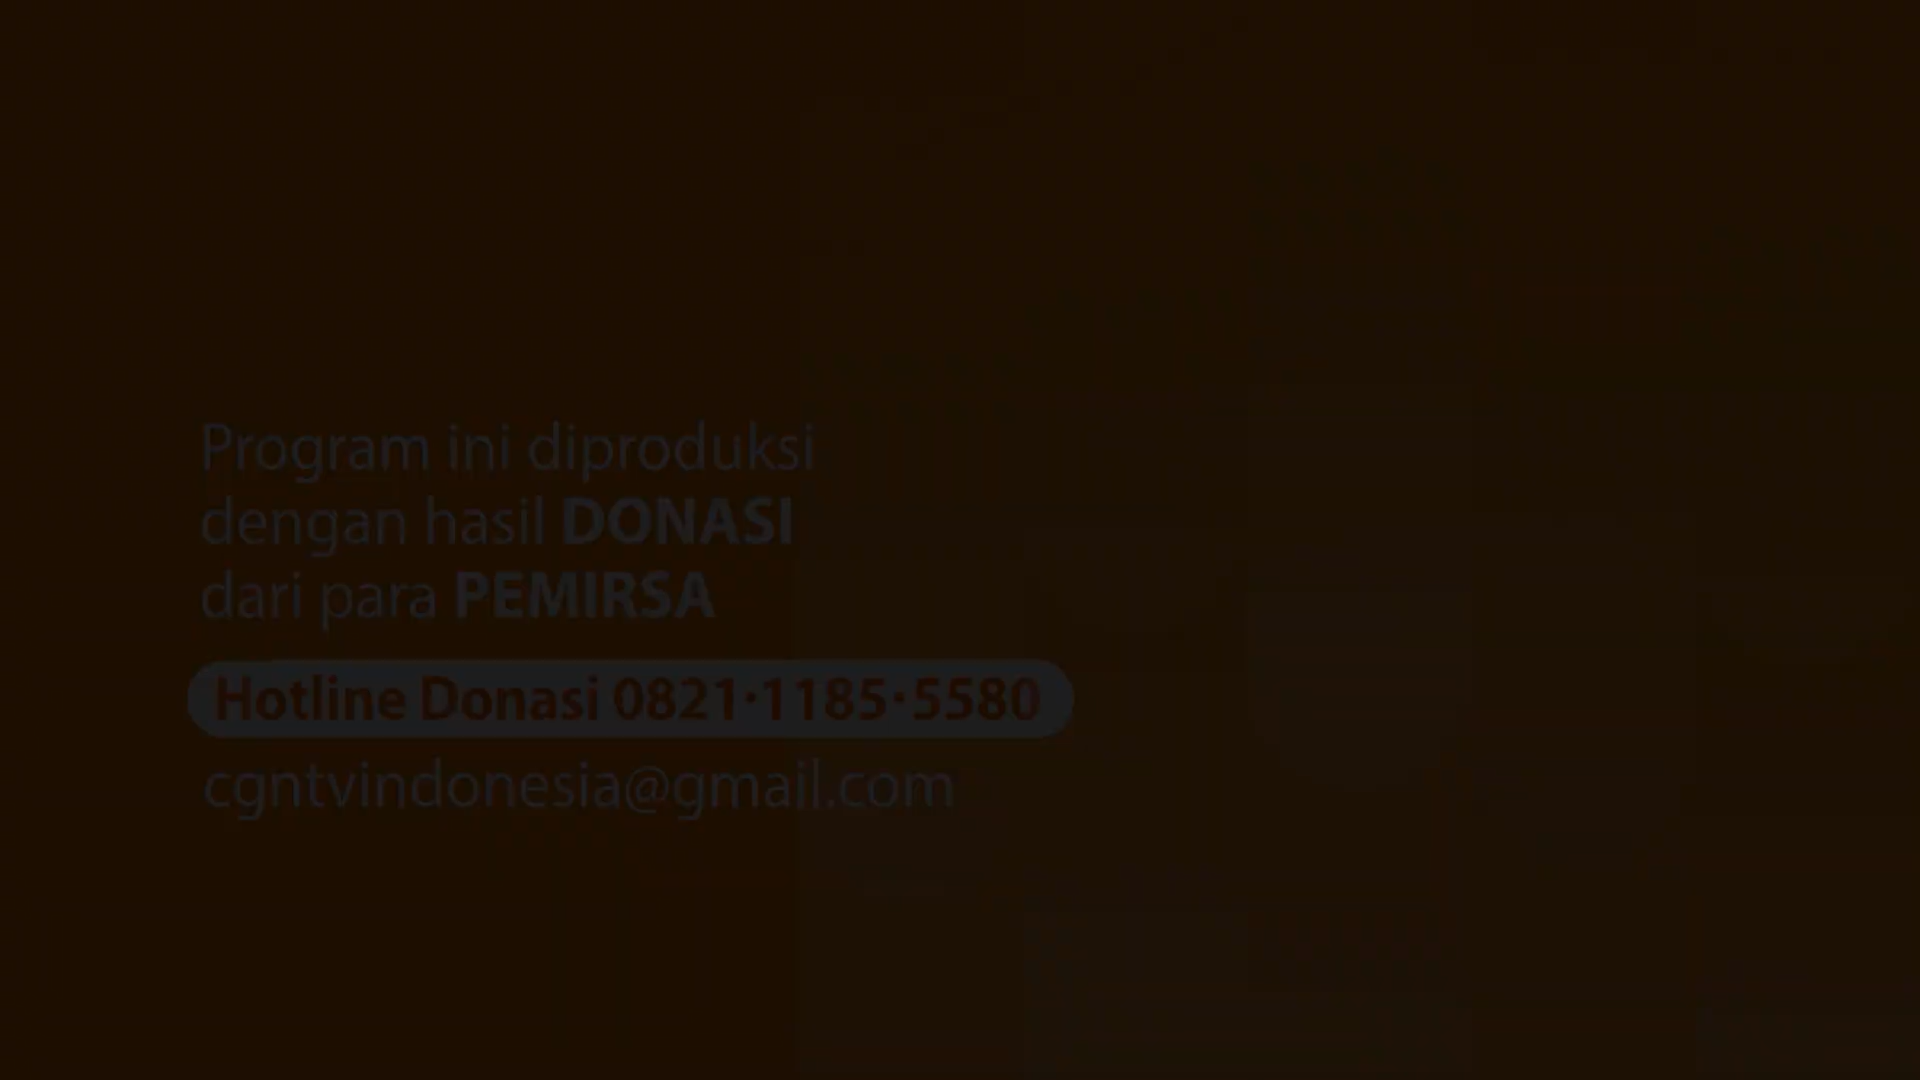 Program ini diproduksi
dengan hasil DONASI
dari para PEMIRSA
Hotline Donasi 0821·1185·5580
cgntvindonesia@gmail.com